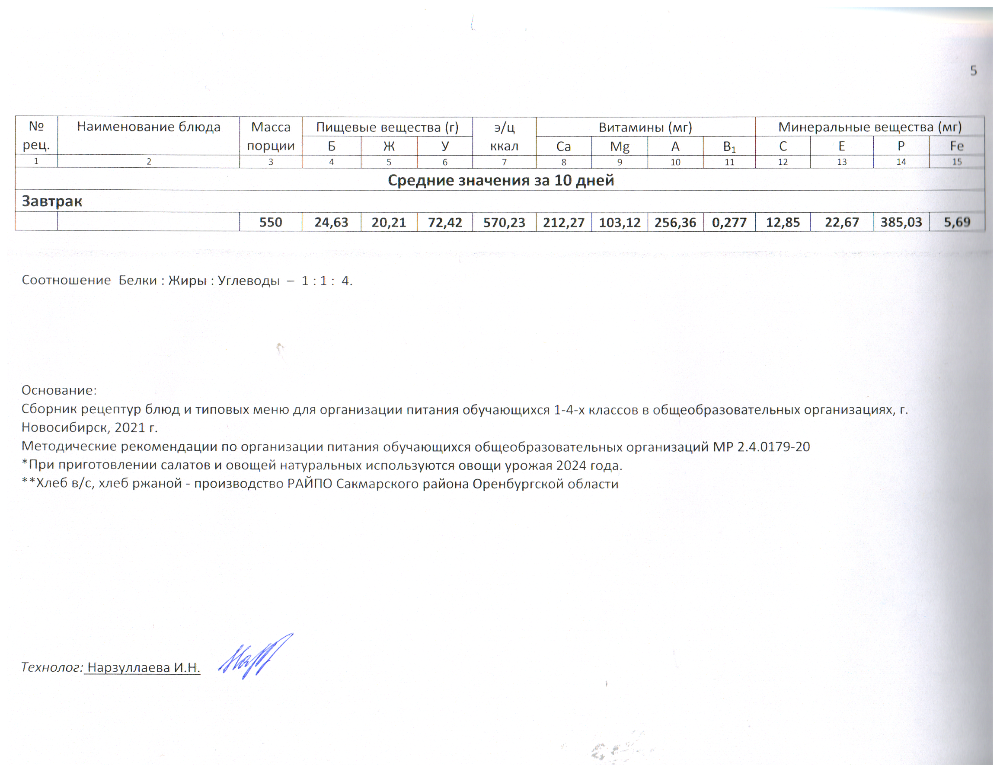 5
№ рец. Наименование блюда Масса порции Пищевые вещества (г) э/ц ккал Витамины (мг) Минеральные вещества (мг)
Б Ж У Ca Mg А В₁ С Е Р Fe
1 2 3 4 5 6 7 8 9 10 11 12 13 14 15
Средние значения за 10 дней
Завтрак
550 24,63 20,21 72,42 570,23 212,27 103,12 256,36 0,277 12,85 22,67 385,03 5,69
Соотношение Белки : Жиры : Углеводы – 1 : 1 : 4.
Основание:
Сборник рецептур блюд и типовых меню для организации питания обучающихся 1-4-х классов в общеобразовательных организациях, г.
Новосибирск, 2021 г.
Методические рекомендации по организации питания обучающихся общеобразовательных организаций МР 2.4.0179-20
*При приготовлении салатов и овощей натуральных используются овощи урожая 2024 года.
**Хлеб в/с, хлеб ржаной - производство РАЙПО Сакмарского района Оренбургской области
Технолог: Нарзуллаева И.Н.